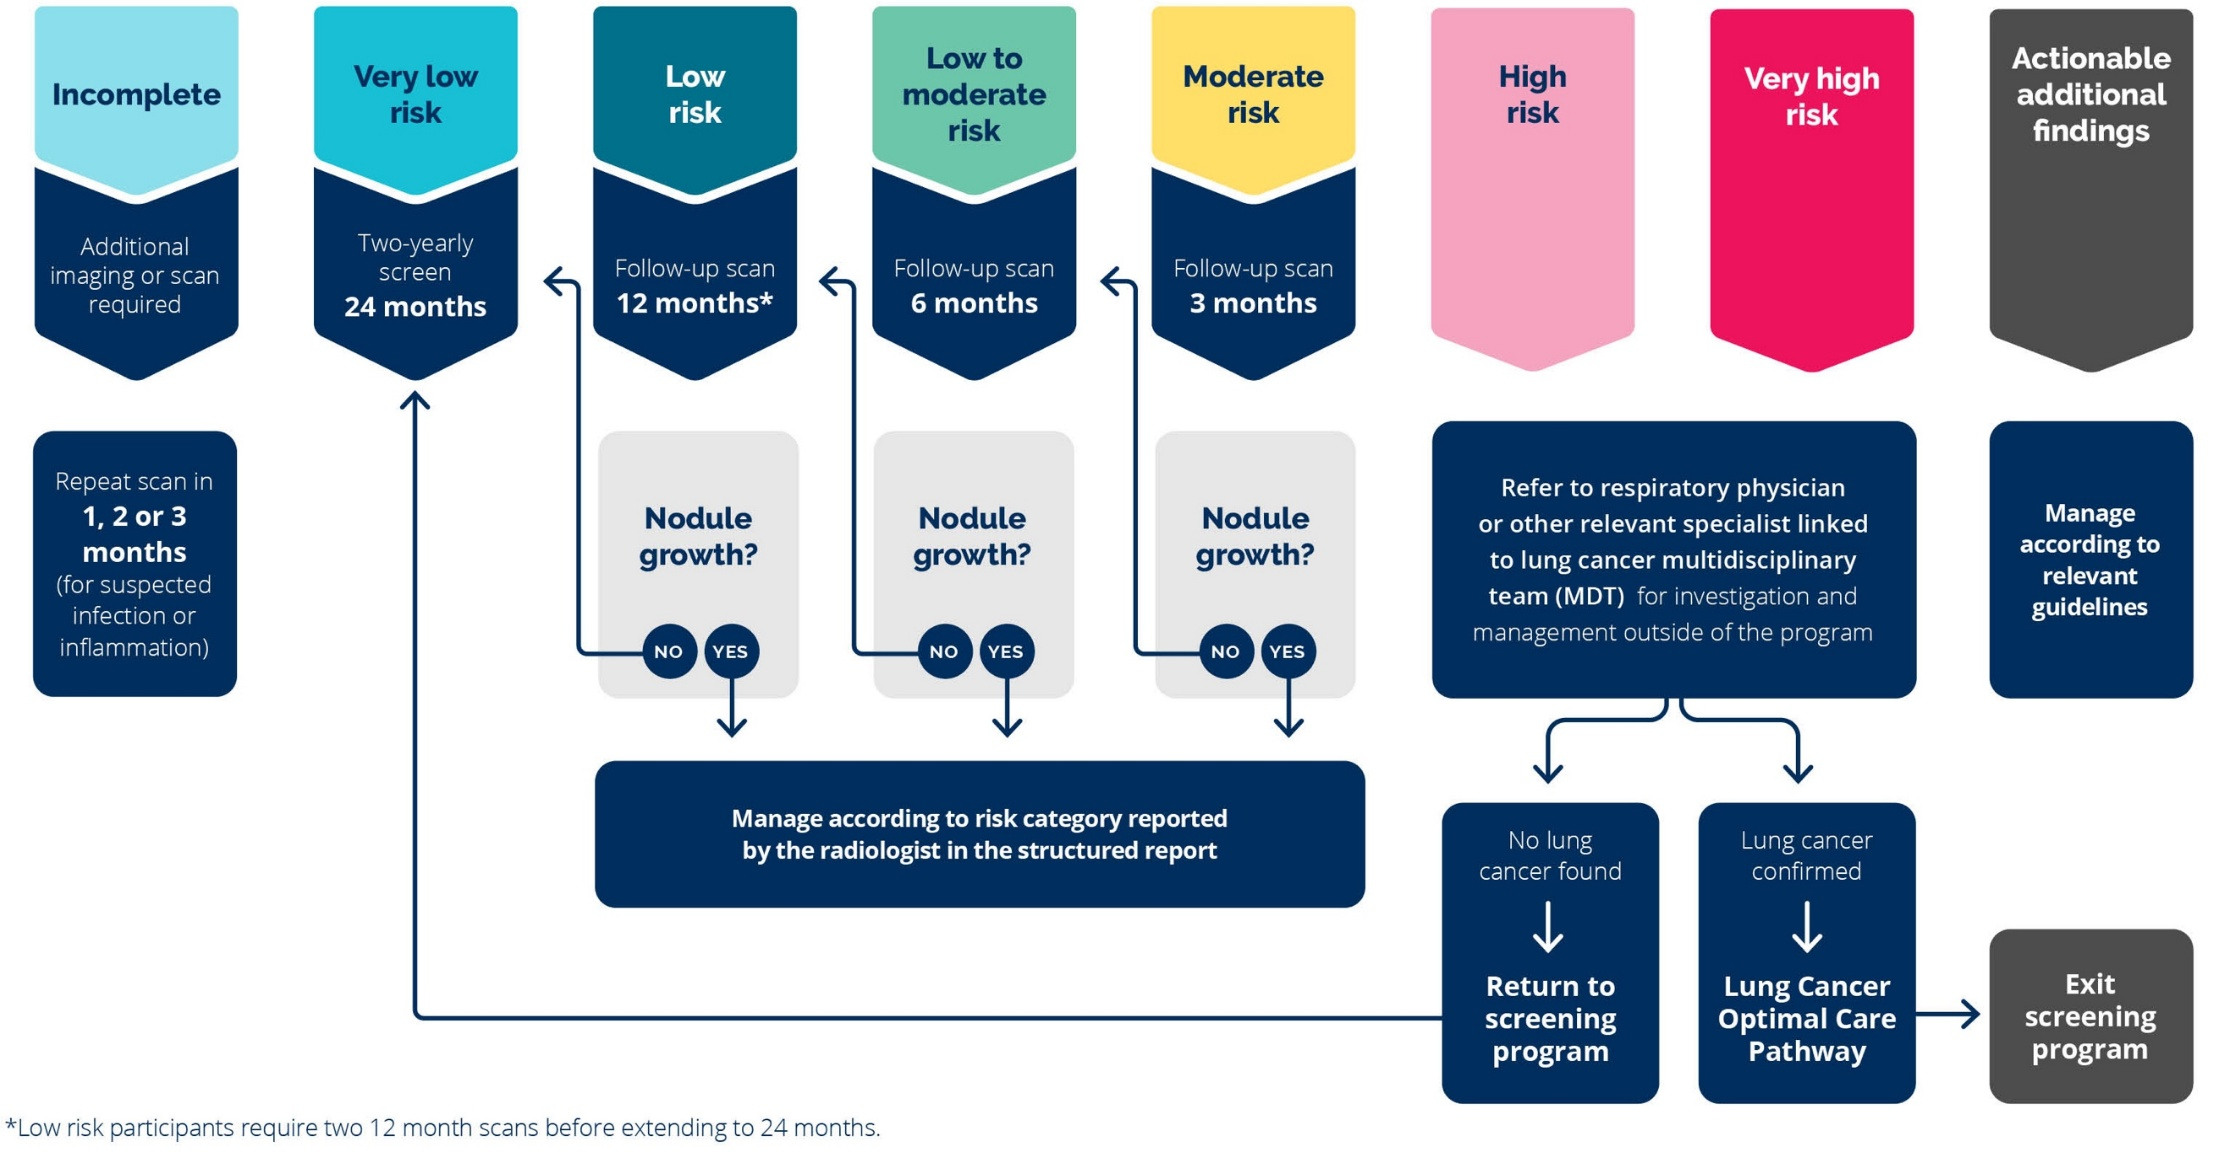 Incomplete
Additional
imaging or scan
required
Repeat scan in
1, 2 or 3
months
(for suspected
infection or
inflammation)
Very low
risk
Two-yearly
screen
24 months
Low
risk
Follow-up scan
12 months*
Nodule
growth?
NO
YES
Low to
moderate
risk
Follow-up scan
6 months
Nodule
growth?
NO
YES
Moderate
risk
Follow-up scan
3 months
Nodule
growth?
NO
YES
Manage according to risk category reported
by the radiologist in the structured report
High
risk
Very high
risk
Refer to respiratory physician
or other relevant specialist linked
to lung cancer multidisciplinary
team (MDT) for investigation and
management outside of the program
No lung
cancer found
Return to
screening
program
Lung cancer
confirmed
Lung Cancer
Optimal Care
Pathway
Actionable
additional
findings
Manage
according to
relevant
guidelines
Exit
screening
program
*Low risk participants require two 12 month scans before extending to 24 months.